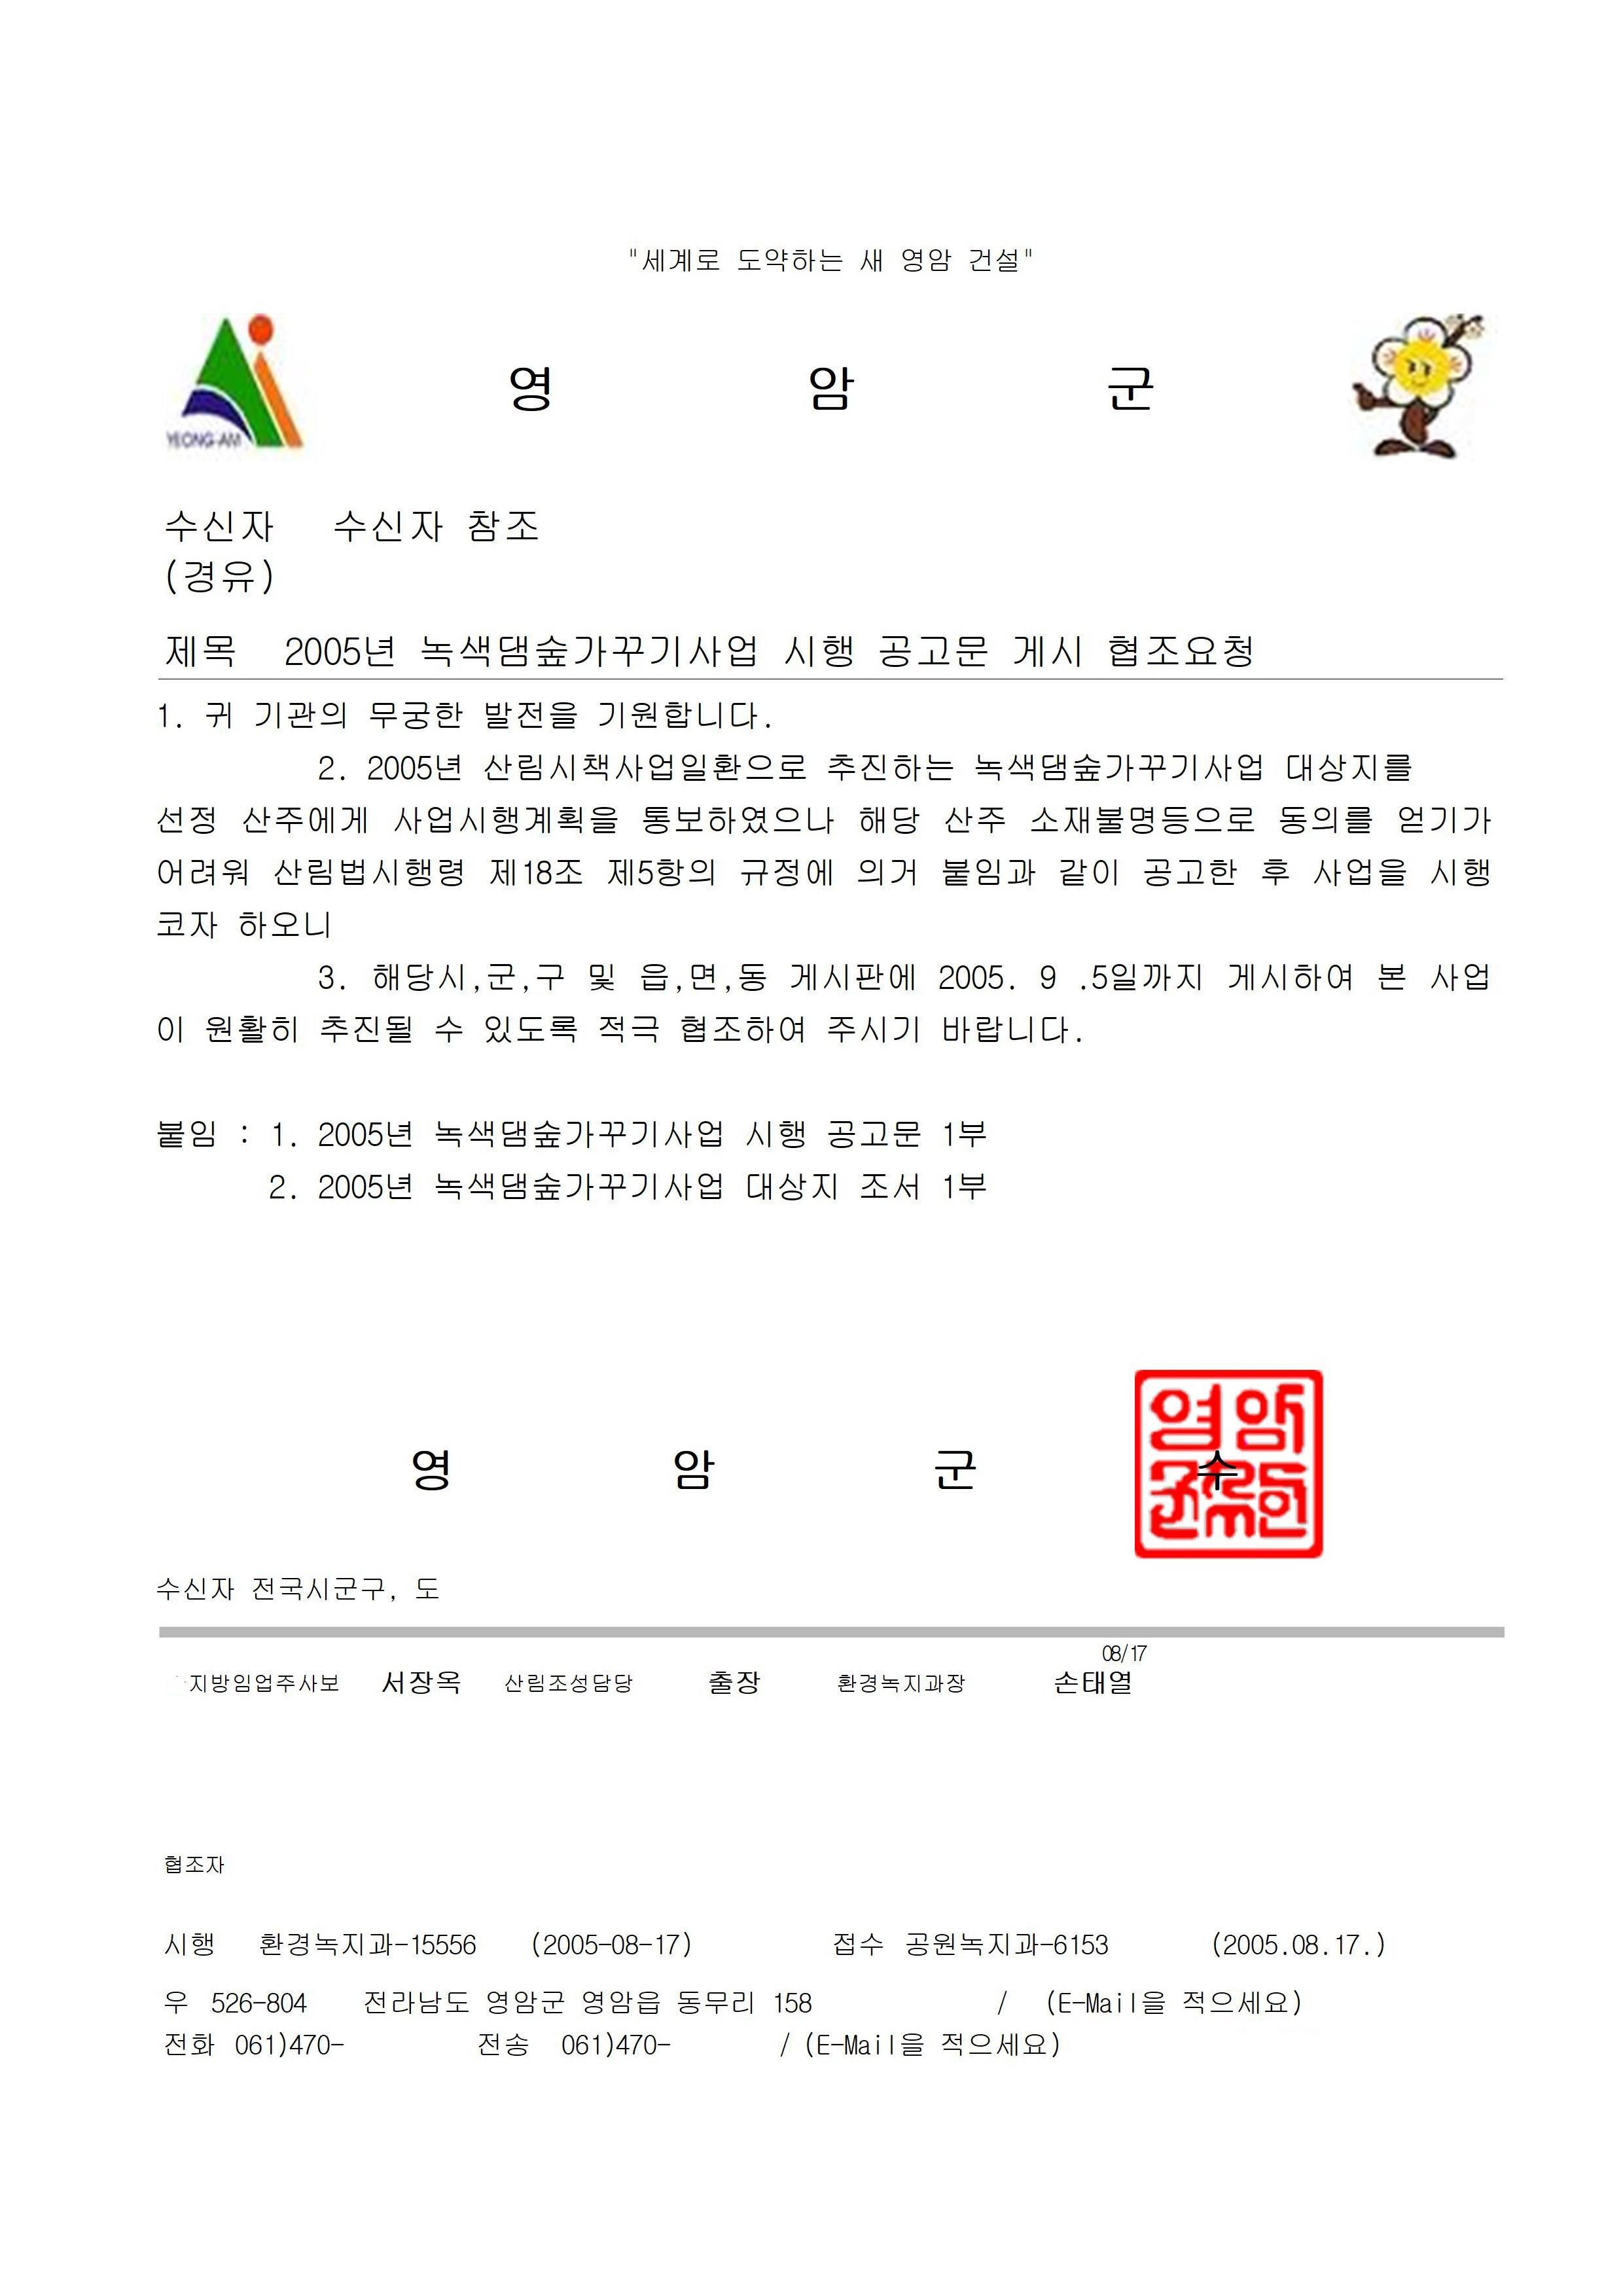 "세계로 도약하는 새 영암 건설"
YEONG-AM
영 암 군
수신자 수신자 참조
(경유)
제목 2005년 녹색댐숲가꾸기사업 시행 공고문 게시 협조요청
1. 귀 기관의 무궁한 발전을 기원합니다.
2. 2005년 산림시책사업일환으로 추진하는 녹색댐숲가꾸기사업 대상지를
선정 산주에게 사업시행계획을 통보하였으나 해당 산주 소재불명등으로 동의를 얻기가
어려워 산림법시행령 제18조 제5항의 규정에 의거 붙임과 같이 공고한 후 사업을 시행
코자 하오니
3. 해당시,군,구 및 읍,면,동 게시판에 2005. 9 .5일까지 게시하여 본 사업
이 원활히 추진될 수 있도록 적극 협조하여 주시기 바랍니다.
붙임 : 1. 2005년 녹색댐숲가꾸기사업 시행 공고문 1부
2. 2005년 녹색댐숲가꾸기사업 대상지 조서 1부
영 암 군 수
영암
군수인
수신자 전국시군구, 도
08/17
지방임업주사보 서장옥 산림조성담당 출장 환경녹지과장 손태열
협조자
시행 환경녹지과-15556 (2005-08-17) 접수 공원녹지과-6153 (2005.08.17.)
우 526-804 전라남도 영암군 영암읍 동무리 158 / (E-Mail을 적으세요)
전화 061)470- 전송 061)470- / (E-Mail을 적으세요)